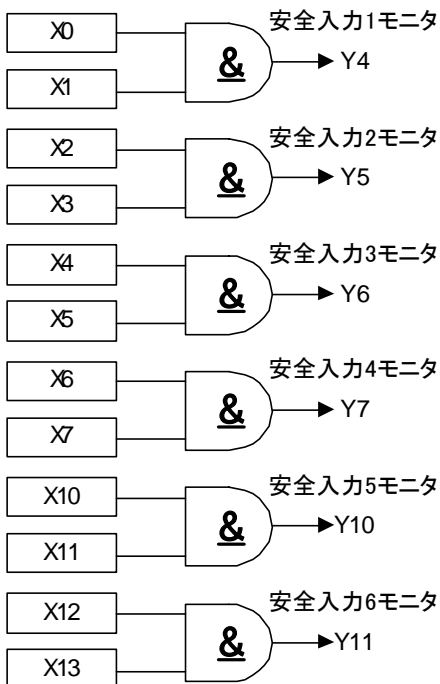 X0
安全入力1モニタ
&
Y4
X1
X2
安全入力2モニタ
&
Y5
X3
X4
安全入力3モニタ
&
Y6
X5
X6
安全入力4モニタ
&
Y7
X7
X10
安全入力5モニタ
&
Y10
X11
X12
安全入力6モニタ
&
Y11
X13